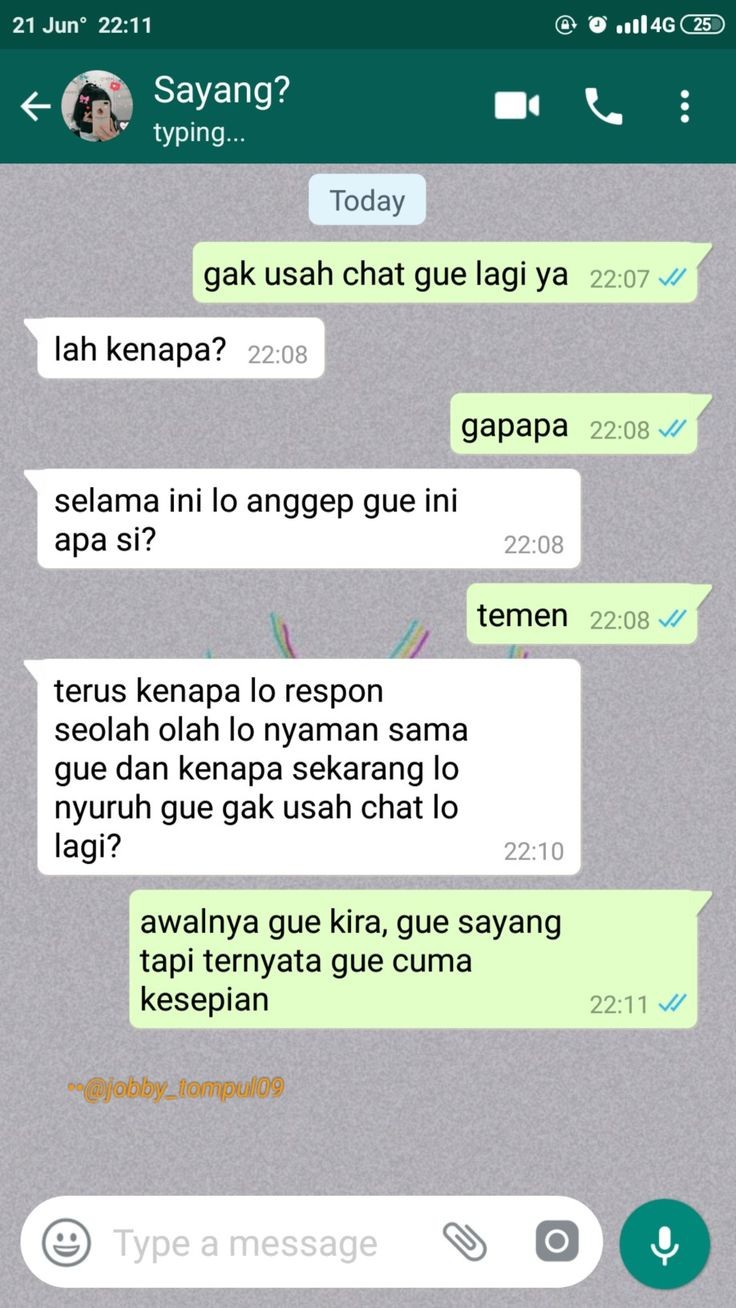 21 Jun° 22:11
4G 25
Sayang?
typing...
Today
gak usah chat gue lagi ya 22:07
lah kenapa? 22:08
gapapa 22:08
selama ini lo anggep gue ini
apa si? 22:08
temen 22:08
terus kenapa lo respon
seolah olah lo nyaman sama
gue dan kenapa sekarang lo
nyuruh gue gak usah chat lo
lagi? 22:10
awalnya gue kira, gue sayang
tapi ternyata gue cuma
kesepian 22:11
••@jobby_tompul09
Type a message